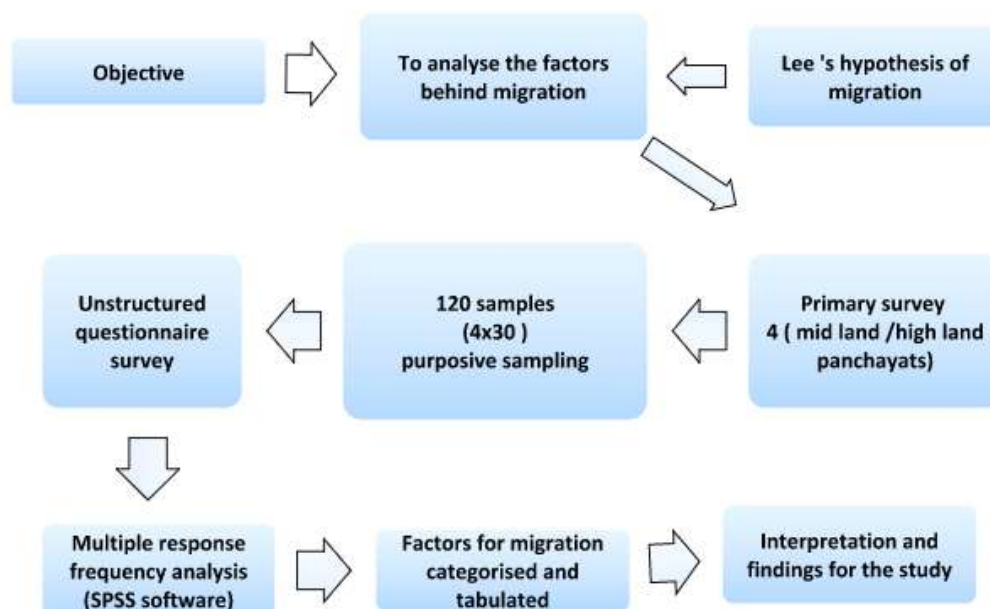 Objective
To analyse the factors
behind migration
Lee 's hypothesis of
migration
Primary survey
4 ( mid land /high land
panchayats)
120 samples
(4x30 )
purposive sampling
Unstructured
questionnaire
survey
Multiple response
frequency analysis
(SPSS software)
Factors for migration
categorised and
tabulated
Interpretation and
findings for the study